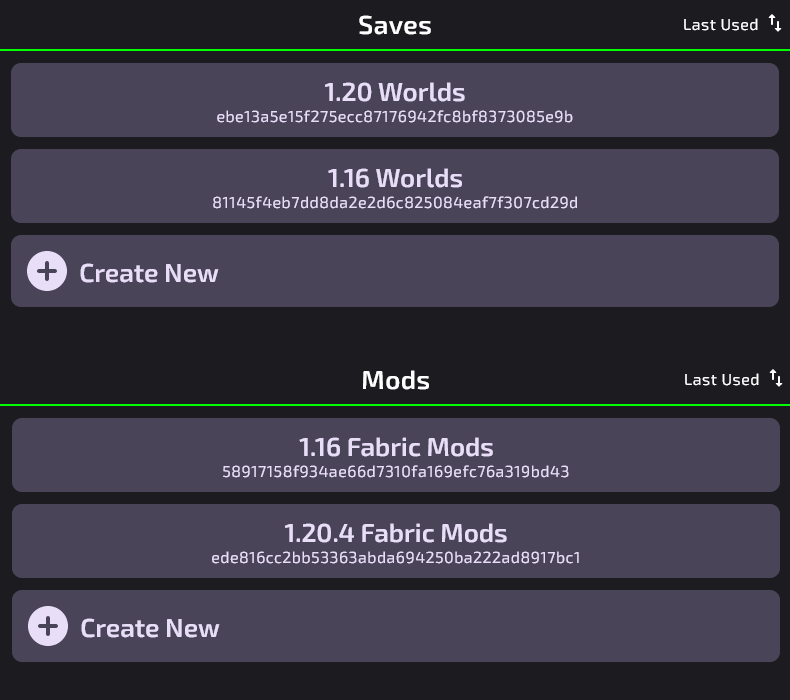 Saves
Last Used
1.20 Worlds
ebe13a5e15f275ecc87176942fc8bf8373085e9b
1.16 Worlds
81145f4eb7dd8da2e2d6c825084eaf7f307cd29d
Create New
Mods
Last Used
1.16 Fabric Mods
58917158f934ae66d7310fa169efc76a319bd43
1.20.4 Fabric Mods
ede816cc2bb53363abda694250ba222ad8917bc1
Create New